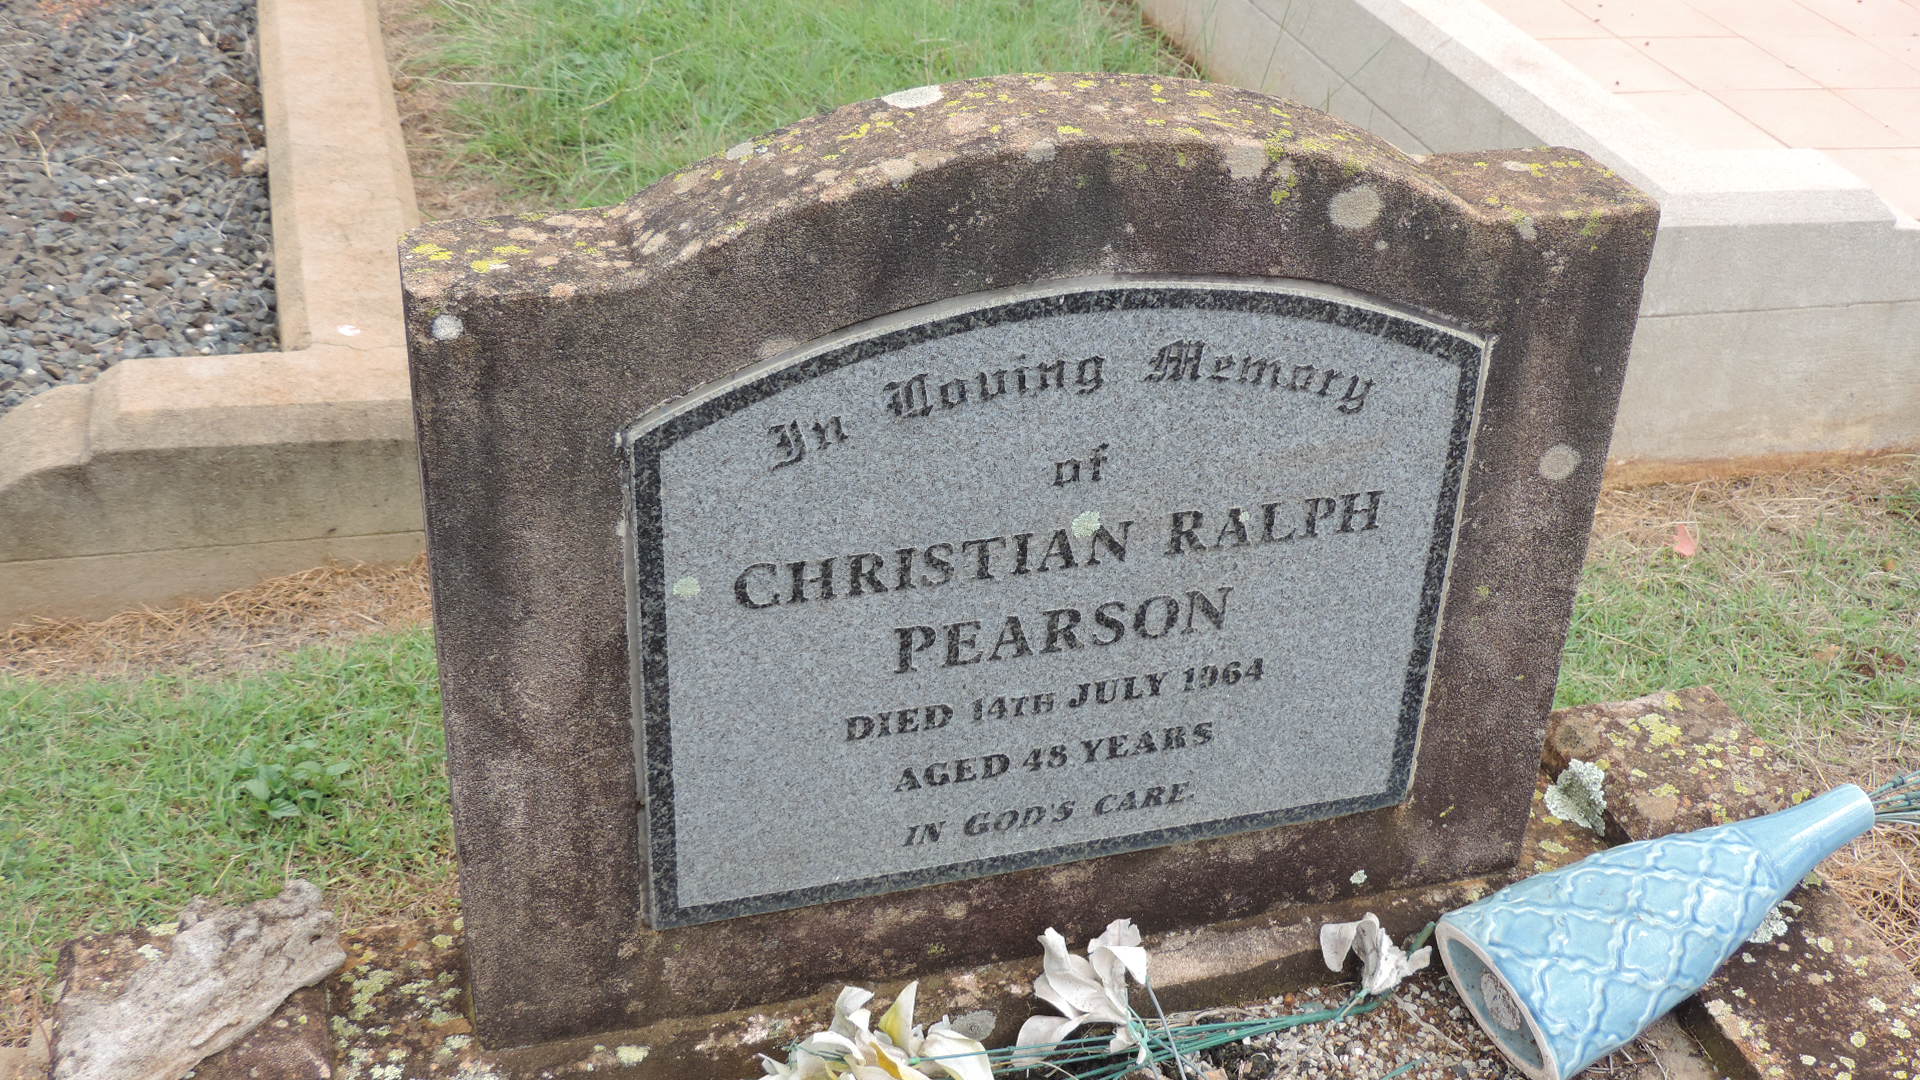 In Loving Memory
of
CHRISTIAN RALPH
PEARSON
DIED 14TH JULY 1964
AGED 48 YEARS
IN GOD'S CARE.